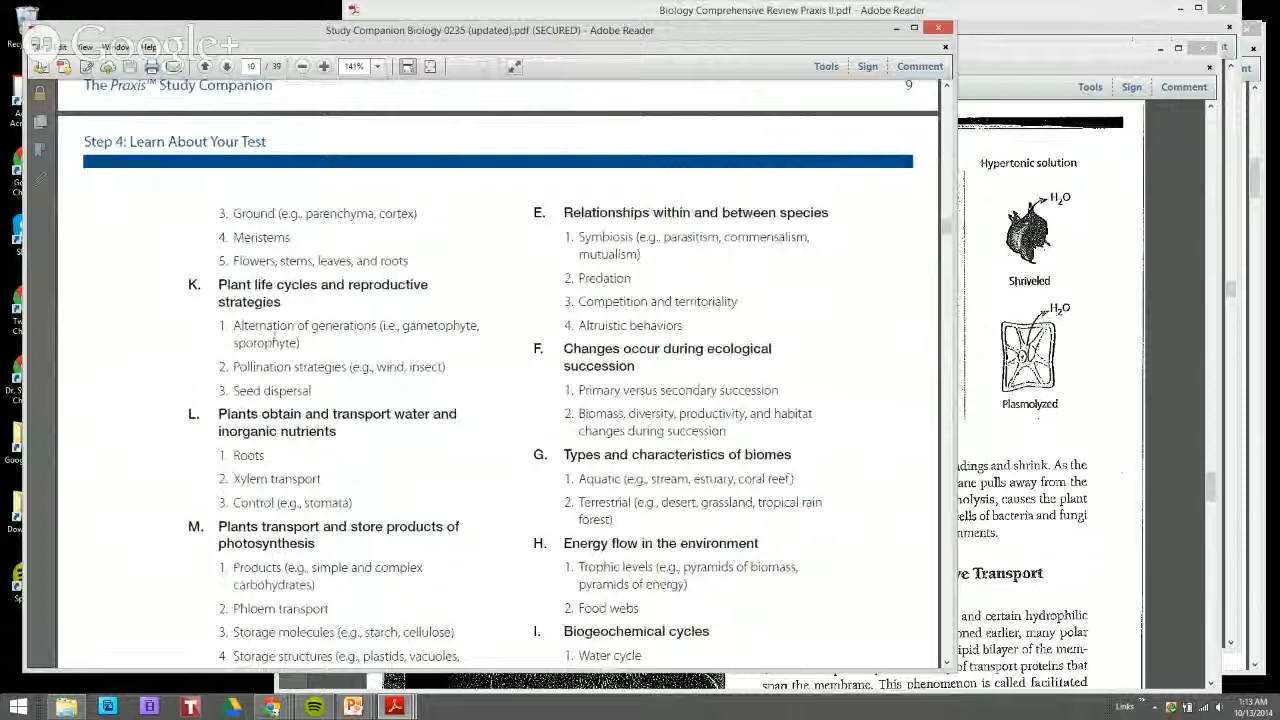 Biology Comprehensive Review Praxis II.pdf - Adobe Reader
Study Companion Biology 0235 (updated).pdf (SECURED) - Adobe Reader
Google+
View Window Help
10 / 39
141%
Tools Sign Comment
Tools Sign Comment
The Praxis™ Study Companion 9
Step 4: Learn About Your Test
3. Ground (e.g., parenchyma, cortex)
4. Meristems
5. Flowers, stems, leaves, and roots
K. Plant life cycles and reproductive
strategies
1. Alternation of generations (i.e., gametophyte,
sporophyte)
2. Pollination strategies (e.g., wind, insect)
3. Seed dispersal
L. Plants obtain and transport water and
inorganic nutrients
1. Roots
2. Xylem transport
3. Control (e.g., stomata)
M. Plants transport and store products of
photosynthesis
1. Products (e.g., simple and complex
carbohydrates)
2. Phloem transport
3. Storage molecules (e.g., starch, cellulose)
4. Storage structures (e.g., plastids, vacuoles,
E. Relationships within and between species
1. Symbiosis (e.g., parasitism, commensalism,
mutualism)
2. Predation
3. Competition and territoriality
4. Altruistic behaviors
F. Changes occur during ecological
succession
1. Primary versus secondary succession
2. Biomass, diversity, productivity, and habitat
changes during succession
G. Types and characteristics of biomes
1. Aquatic (e.g., stream, estuary, coral reef)
2. Terrestrial (e.g., desert, grassland, tropical rain
forest)
H. Energy flow in the environment
1. Trophic levels (e.g., pyramids of biomass,
pyramids of energy)
2. Food webs
I. Biogeochemical cycles
1. Water cycle
Hypertonic solution
H₂O
Shriveled
H₂O
Plasmolyzed
dings and shrink. As the
ane pulls away from the
nolysis, causes the plant
ells of bacteria and fungi
nments.
ve Transport
and certain hydrophilic
oned earlier, many polar
ipid bilayer of the mem-
of transport proteins that
span the membrane. This phenomenon is called facilitated
Links
1:13 AM
10/13/2014